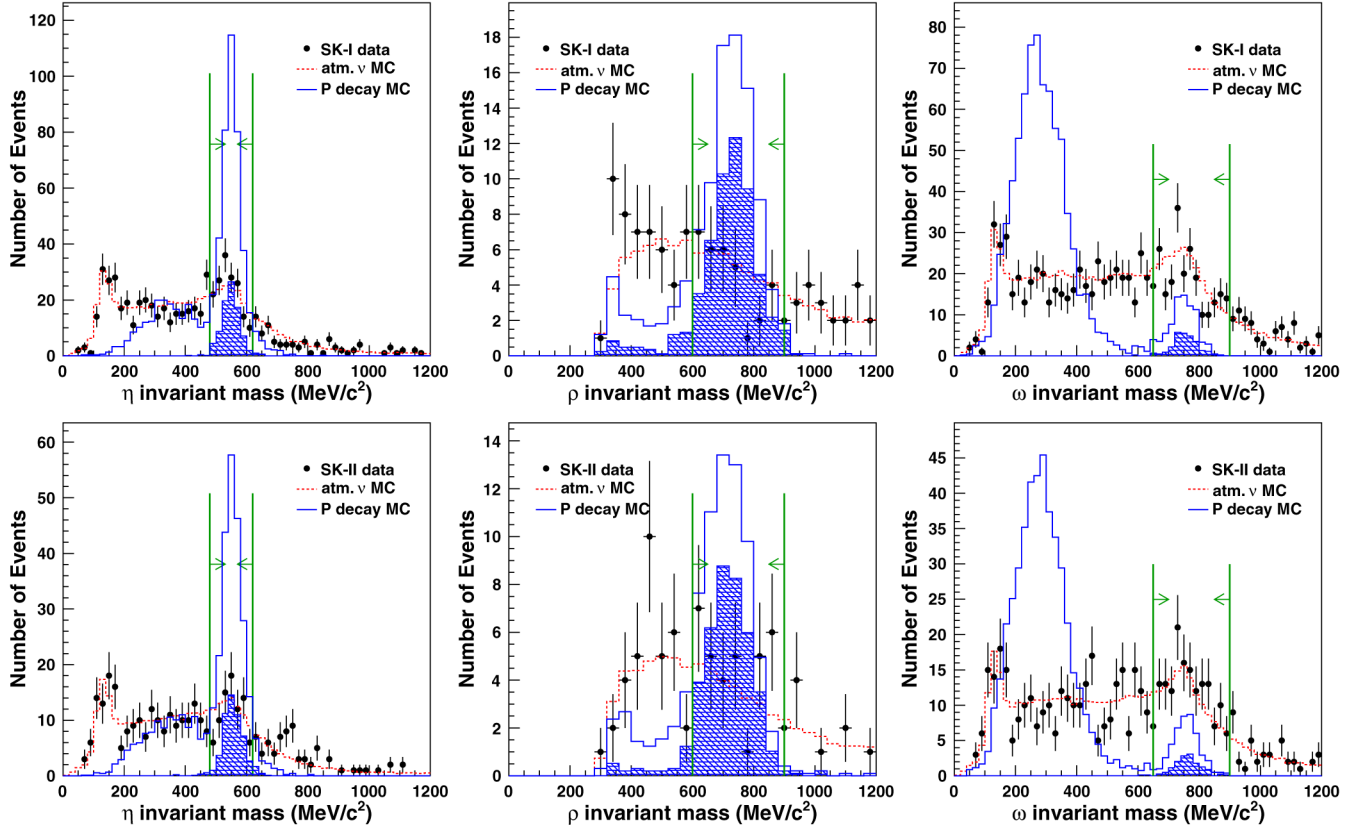 120
100
80
60
40
20
0
Number of Events
SK-I data
atm. ν MC
P decay MC
0 200 400 600 800 1000 1200
η invariant mass (MeV/c²)
18
16
14
12
10
8
6
4
2
0
Number of Events
SK-I data
atm. ν MC
P decay MC
0 200 400 600 800 1000 1200
ρ invariant mass (MeV/c²)
80
70
60
50
40
30
20
10
0
Number of Events
SK-I data
atm. ν MC
P decay MC
0 200 400 600 800 1000 1200
ω invariant mass (MeV/c²)
60
50
40
30
20
10
0
Number of Events
SK-II data
atm. ν MC
P decay MC
0 200 400 600 800 1000 1200
η invariant mass (MeV/c²)
14
12
10
8
6
4
2
0
Number of Events
SK-II data
atm. ν MC
P decay MC
0 200 400 600 800 1000 1200
ρ invariant mass (MeV/c²)
45
40
35
30
25
20
15
10
5
0
Number of Events
SK-II data
atm. ν MC
P decay MC
0 200 400 600 800 1000 1200
ω invariant mass (MeV/c²)